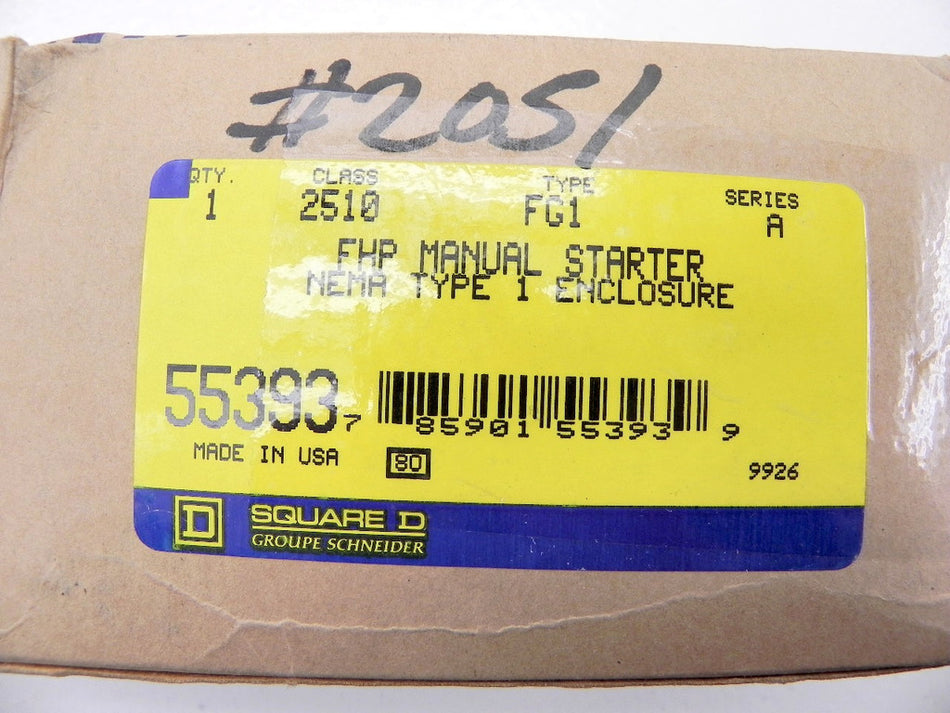 #2051
QTY. CLASS TYPE SERIES
1 2510 FG1 A
FHP MANUAL STARTER
NEMA TYPE 1 ENCLOSURE
55393 7 85901 55393 9
MADE IN USA 80 9926
D SQUARE D
GROUPE SCHNEIDER